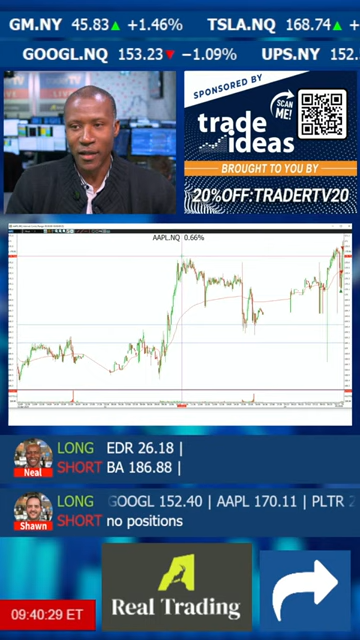 GM.NY 45.83▲ +1.46% TSLA.NQ 168.74▲ +
GOOGL.NQ 153.23▼ −1.09% UPS.NY 152.
SPONSORED BY
SCAN ME!
trade ideas
BROUGHT TO YOU BY
20%OFF:TRADERTV20
AAPL.NQ 0.66%
LONG EDR 26.18 |
SHORT BA 186.88 |
Neal
LONG GOOGL 152.40 | AAPL 170.11 | PLTR 2
SHORT no positions
Shawn
Real Trading
09:40:29 ET